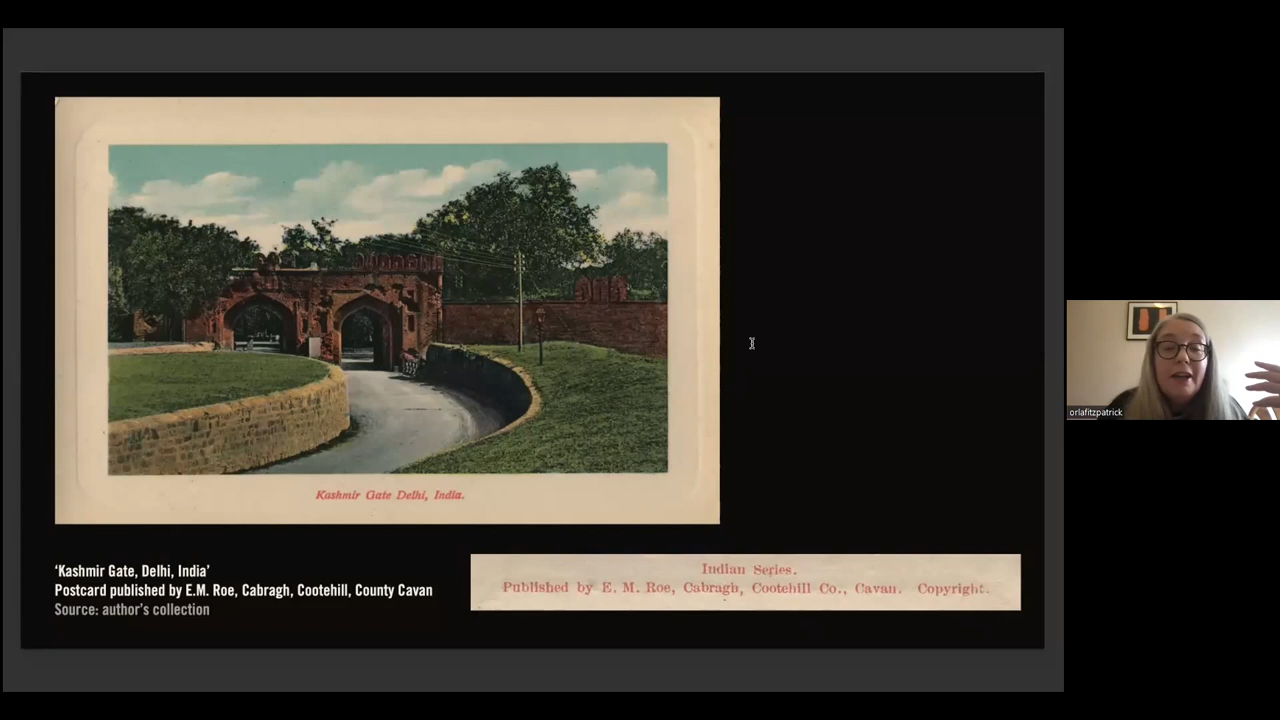 Kashmir Gate Delhi, India.
‘Kashmir Gate, Delhi, India’
Postcard published by E.M. Roe, Cabragh, Cootehill, County Cavan
Source: author’s collection
Indian Series.
Published by E. M. Roe, Cabragh, Cootehill Co., Cavan. Copyright.
orlafitzpatrick